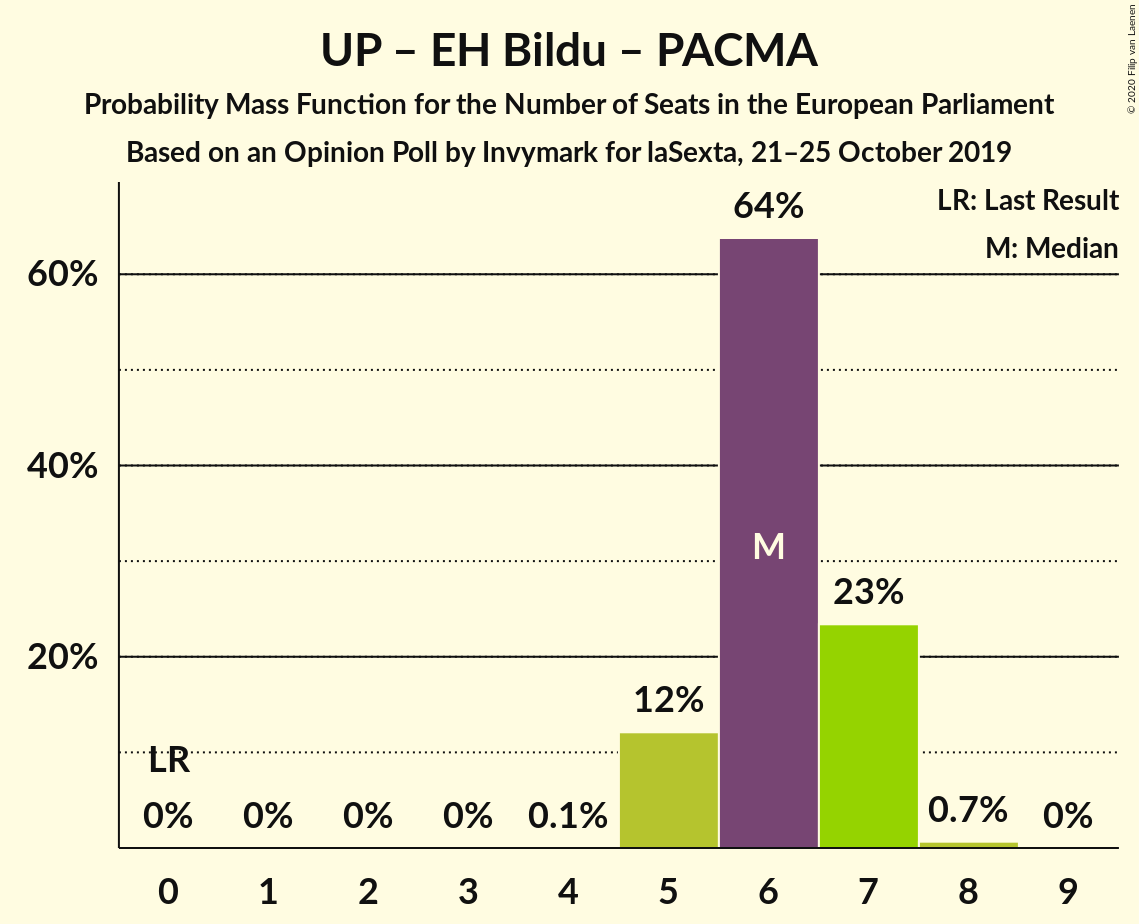 UP – EH Bildu – PACMA
Probability Mass Function for the Number of Seats in the European Parliament
Based on an Opinion Poll by Invymark for laSexta, 21–25 October 2019
© 2020 Filip van Laenen
LR: Last Result
M: Median
64%
60%
40%
M
23%
20%
12%
LR
0% 0% 0% 0% 0.1% 0.7% 0%
0 1 2 3 4 5 6 7 8 9